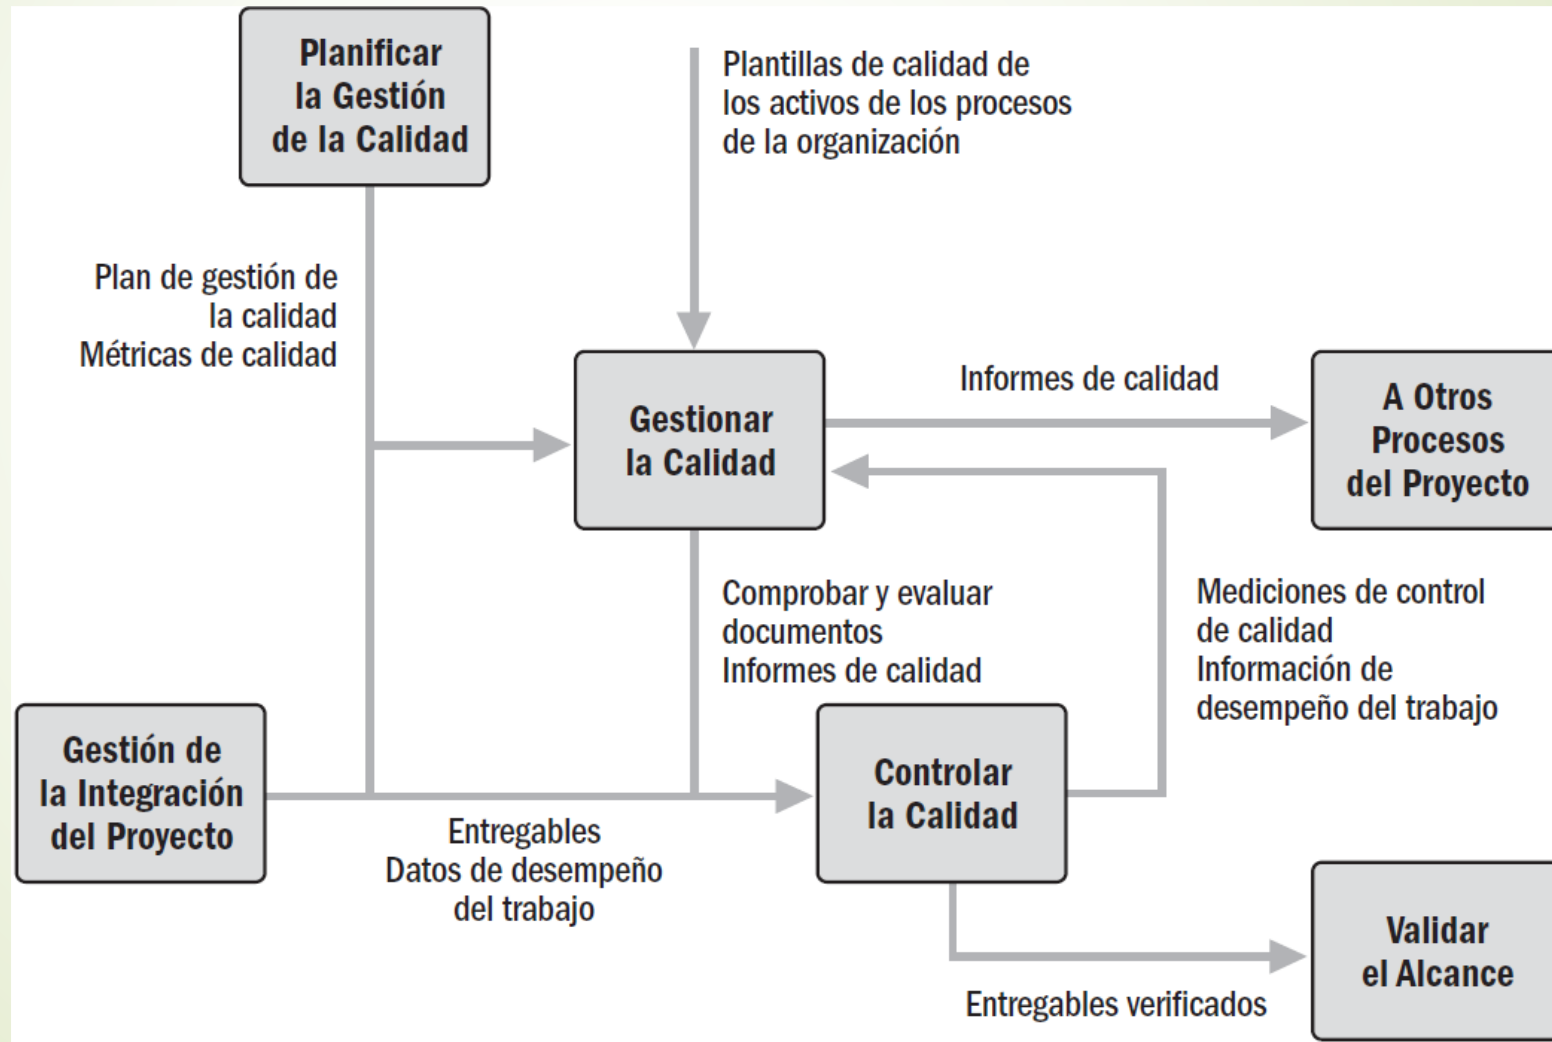 Planificar
la Gestión
de la Calidad
Plantillas de calidad de
los activos de los procesos
de la organización
Plan de gestión de
la calidad
Métricas de calidad
Gestionar
la Calidad
Informes de calidad
A Otros
Procesos
del Proyecto
Comprobar y evaluar
documentos
Informes de calidad
Mediciones de control
de calidad
Información de
desempeño del trabajo
Gestión de
la Integración
del Proyecto
Entregables
Datos de desempeño
del trabajo
Controlar
la Calidad
Entregables verificados
Validar
el Alcance